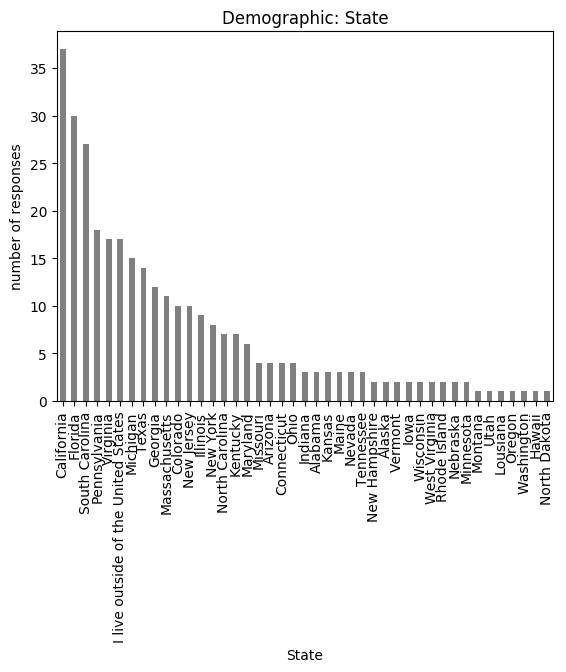 Demographic: State
number of responses
35
30
25
20
15
10
5
0
California
Florida
South Carolina
Pennsylvania
Virginia
I live outside of the United States
Michigan
Texas
Georgia
Massachusetts
Colorado
New Jersey
Illinois
New York
North Carolina
Kentucky
Maryland
Missouri
Arizona
Connecticut
Ohio
Indiana
Alabama
Kansas
Maine
Nevada
Tennessee
New Hampshire
Alaska
Vermont
Iowa
Wisconsin
West Virginia
Rhode Island
Nebraska
Minnesota
Montana
Utah
Lousiana
Oregon
Washington
Hawaii
North Dakota
State